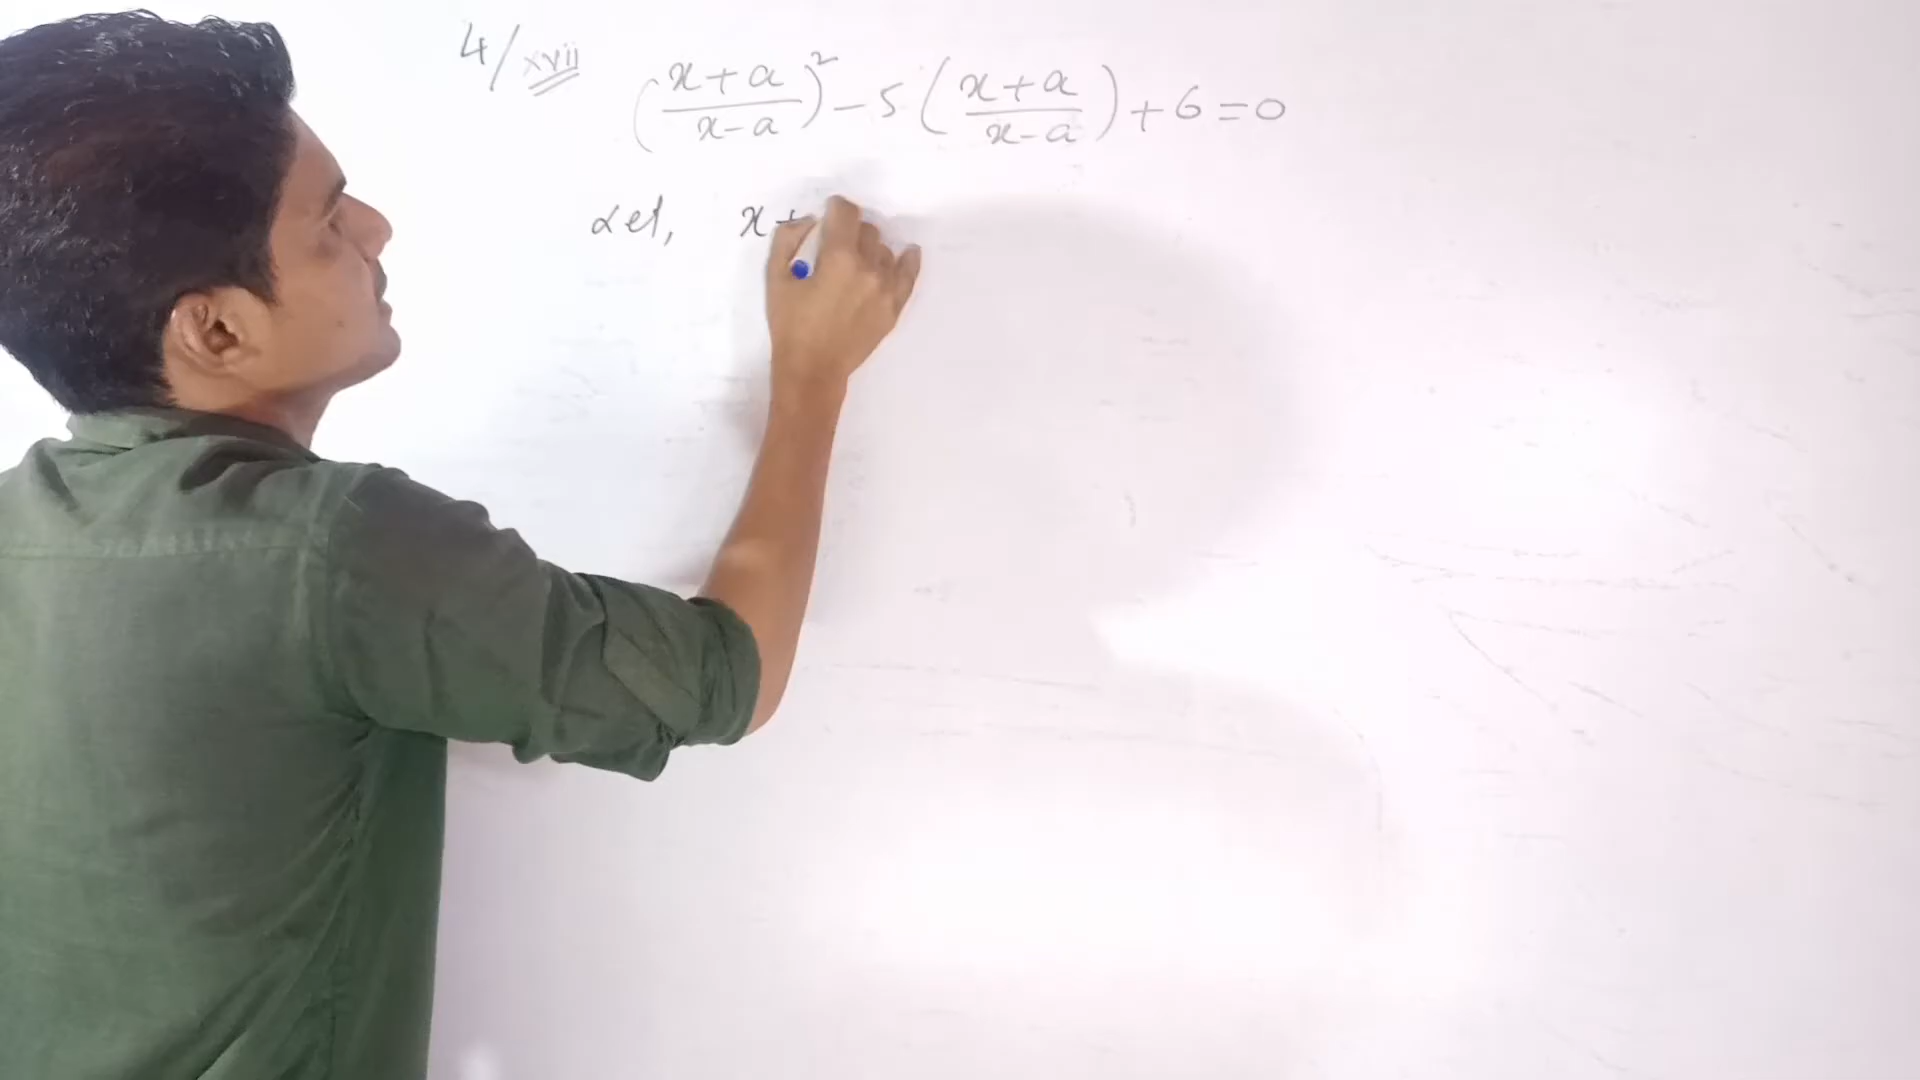 4/xvii
(x+a/x-a)² - 5(x+a/x-a) + 6 = 0
Let, x+